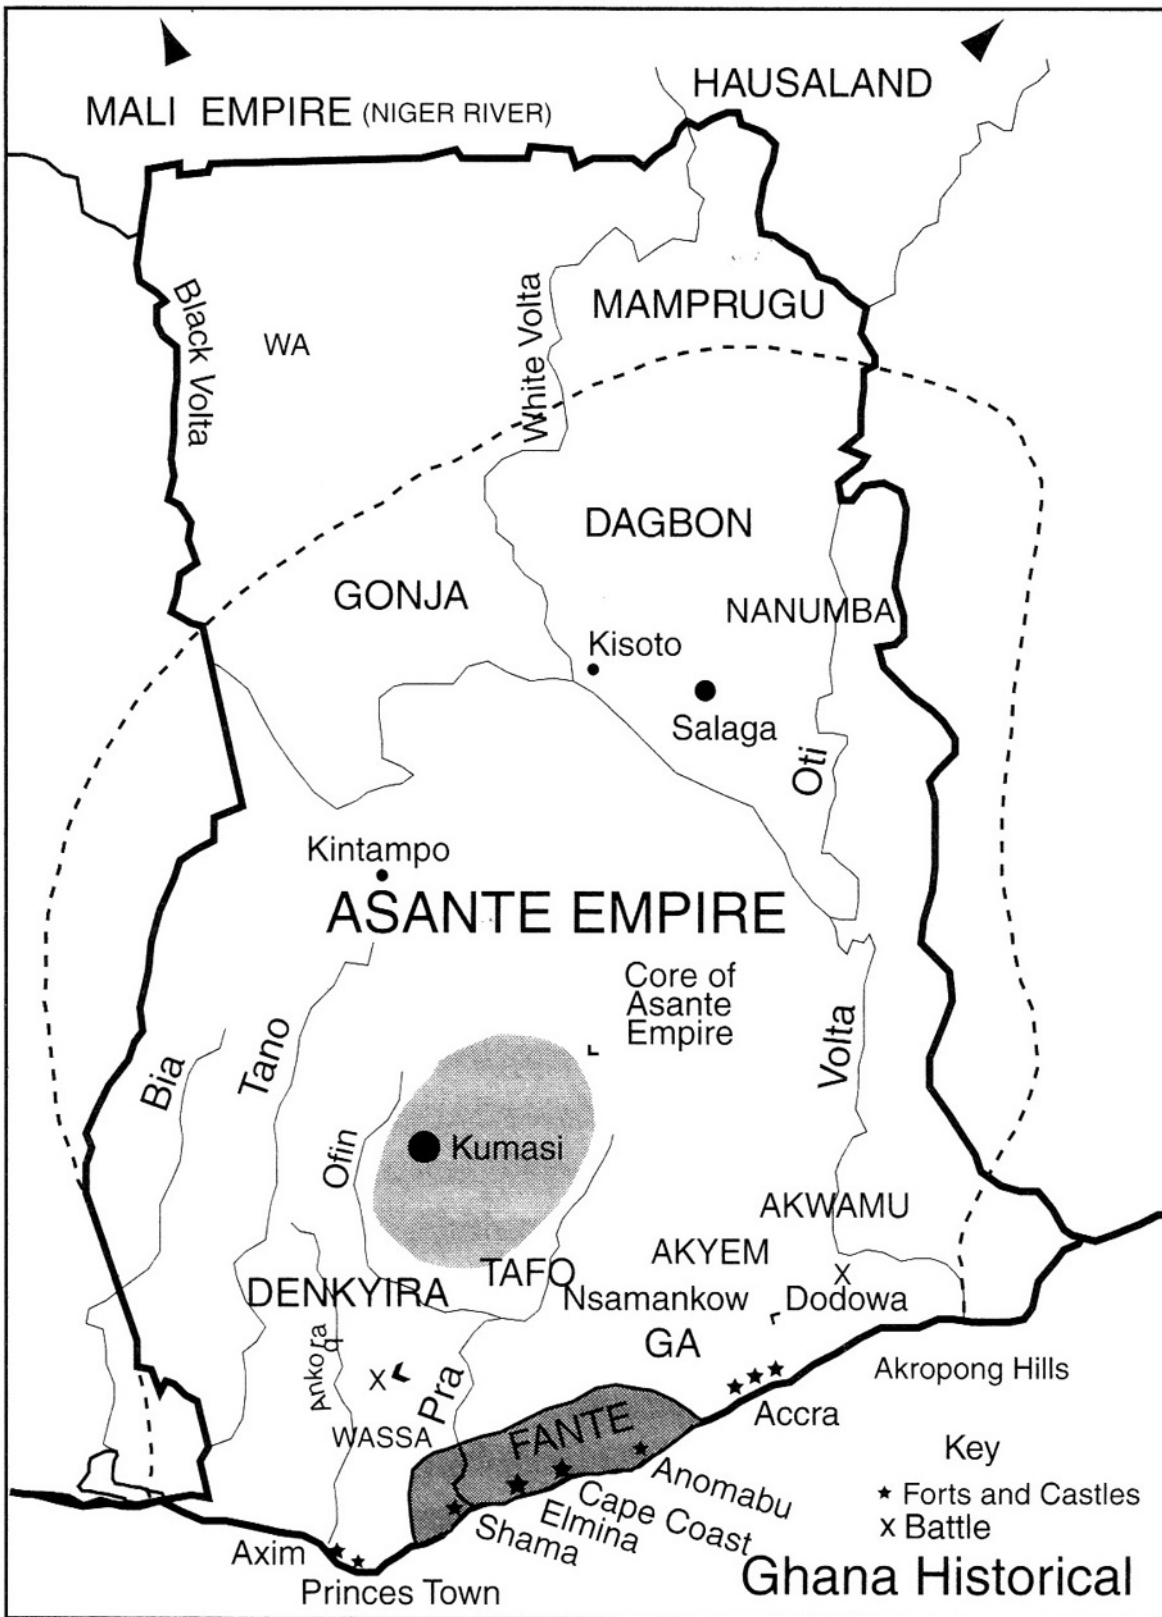 HAUSALAND
MALI EMPIRE (NIGER RIVER)
Black Volta
White Volta
MAMPRUGU
WA
DAGBON
GONJA
NANUMBA
Kisoto
Salaga
Oti
Kintampo
ASANTE EMPIRE
Core of
Asante
Empire
Volta
Bia
Tano
Ofin
Kumasi
AKWAMU
AKYEM
TAFO
X
DENKYIRA
Nsamankow
Dodowa
GA
Ankora
q
X
Pra
Akropong Hills
WASSA
FANTE
Accra
Anomabu
Cape Coast
Elmina
Shama
Axim
Princes Town
Key
★ Forts and Castles
X Battle
Ghana Historical